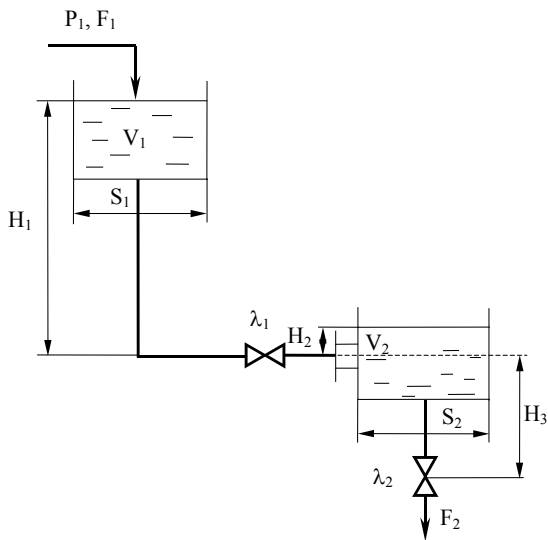 P₁, F₁
V₁
S₁
H₁
λ₁
H₂
V₂
S₂
H₃
λ₂
F₂